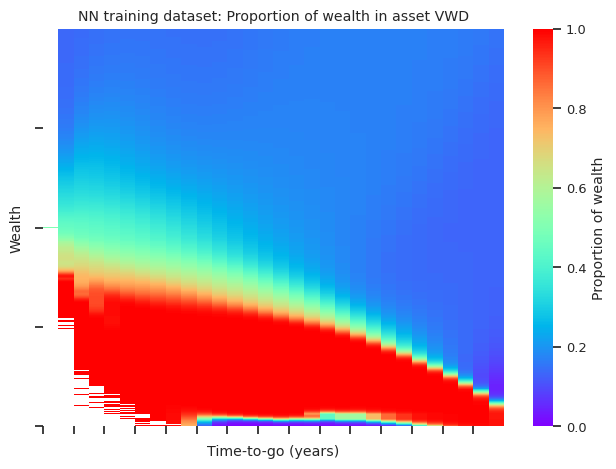 NN training dataset: Proportion of wealth in asset VWD
Wealth
Time-to-go (years)
1.0
0.8
0.6
0.4
0.2
0.0
Proportion of wealth